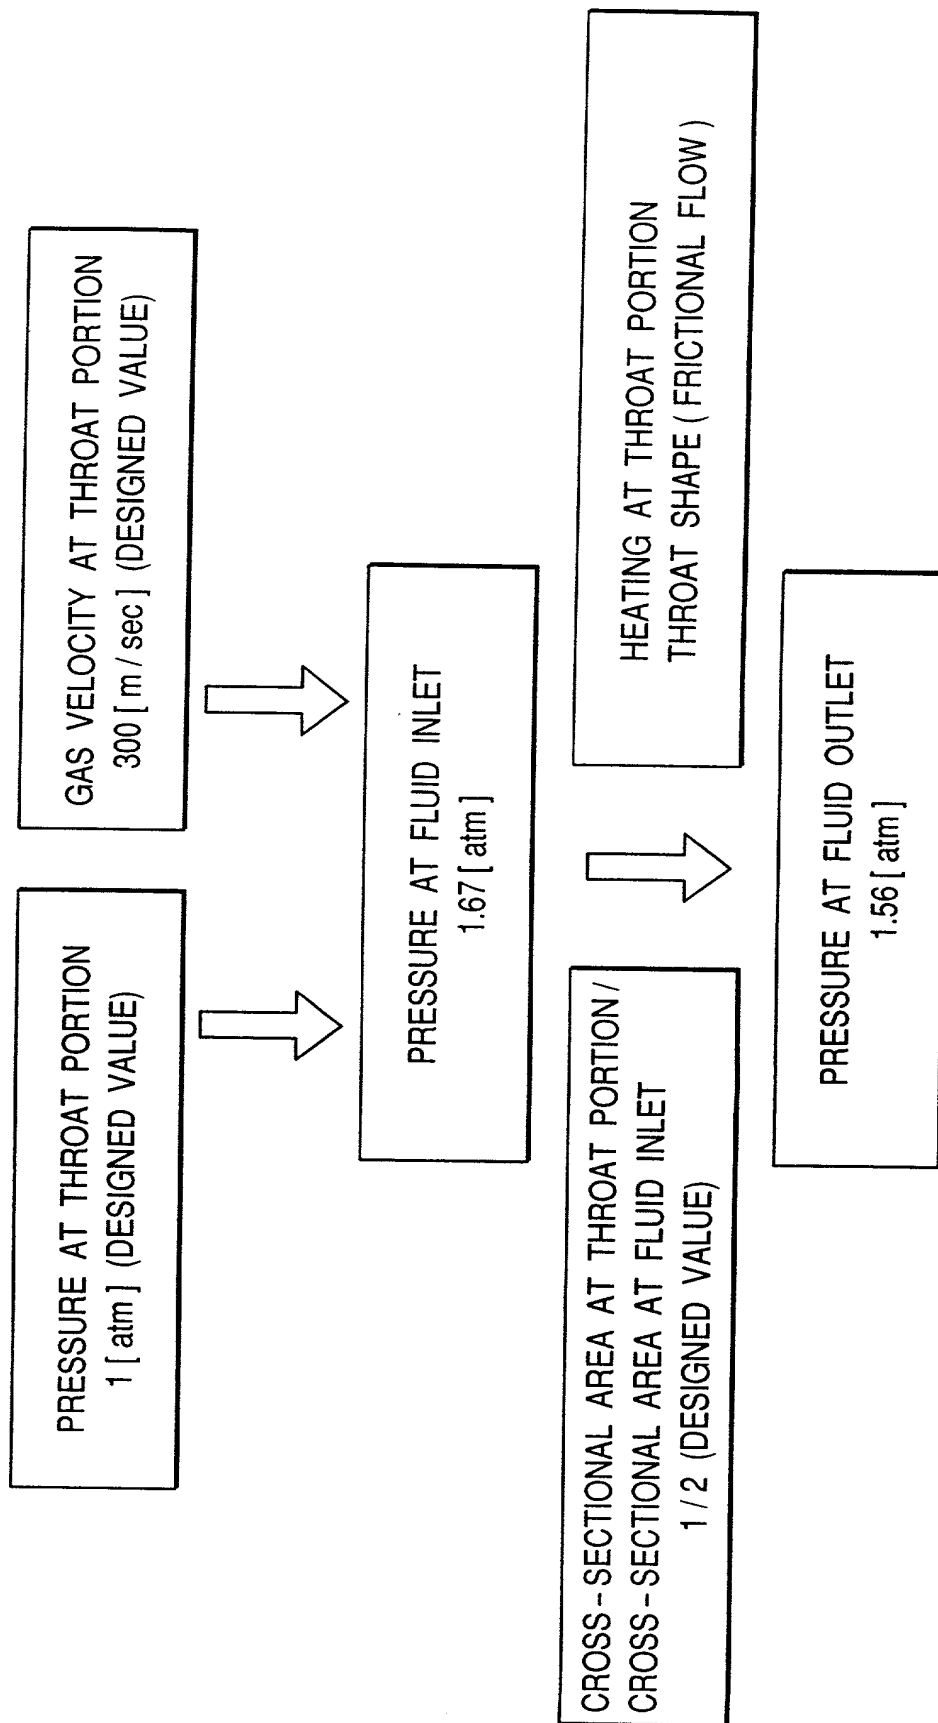 PRESSURE AT THROAT PORTION
1 [ atm ] (DESIGNED VALUE)
GAS VELOCITY AT THROAT PORTION
300 [ m / sec ] (DESIGNED VALUE)
PRESSURE AT FLUID INLET
1.67 [ atm ]
CROSS-SECTIONAL AREA AT THROAT PORTION /
CROSS-SECTIONAL AREA AT FLUID INLET
1 / 2 (DESIGNED VALUE)
HEATING AT THROAT PORTION
THROAT SHAPE ( FRICTIONAL FLOW )
PRESSURE AT FLUID OUTLET
1.56 [ atm ]